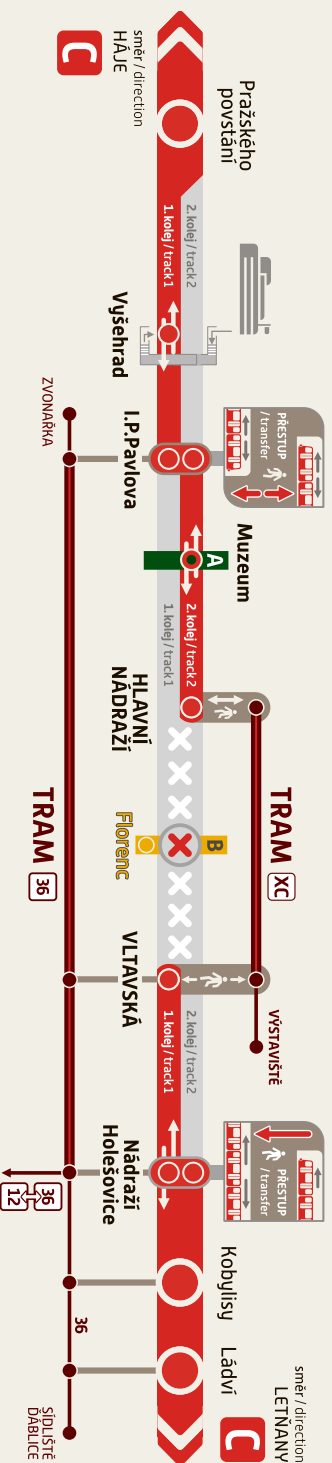 směr / direction
HÁJE
C
Pražského
povstání
2. kolej / track 2
1. kolej / track 1
Vyšehrad
ZVONAŘKA
I.P.Pavlova
PŘESTUP
/ transfer
Muzeum
A
2. kolej / track 2
1. kolej / track 1
HLAVNÍ
NÁDRAŽÍ
TRAM XC
TRAM 36
B
Florenc
VLTAVSKÁ
VÝSTAVIŠTĚ
2. kolej / track 2
1. kolej / track 1
PŘESTUP
/ transfer
Nádraží
Holešovice
36
12
Kobylisy
36
Ládví
SÍDLIŠTĚ
ĎÁBLICE
směr / direction
LETŇANY
C